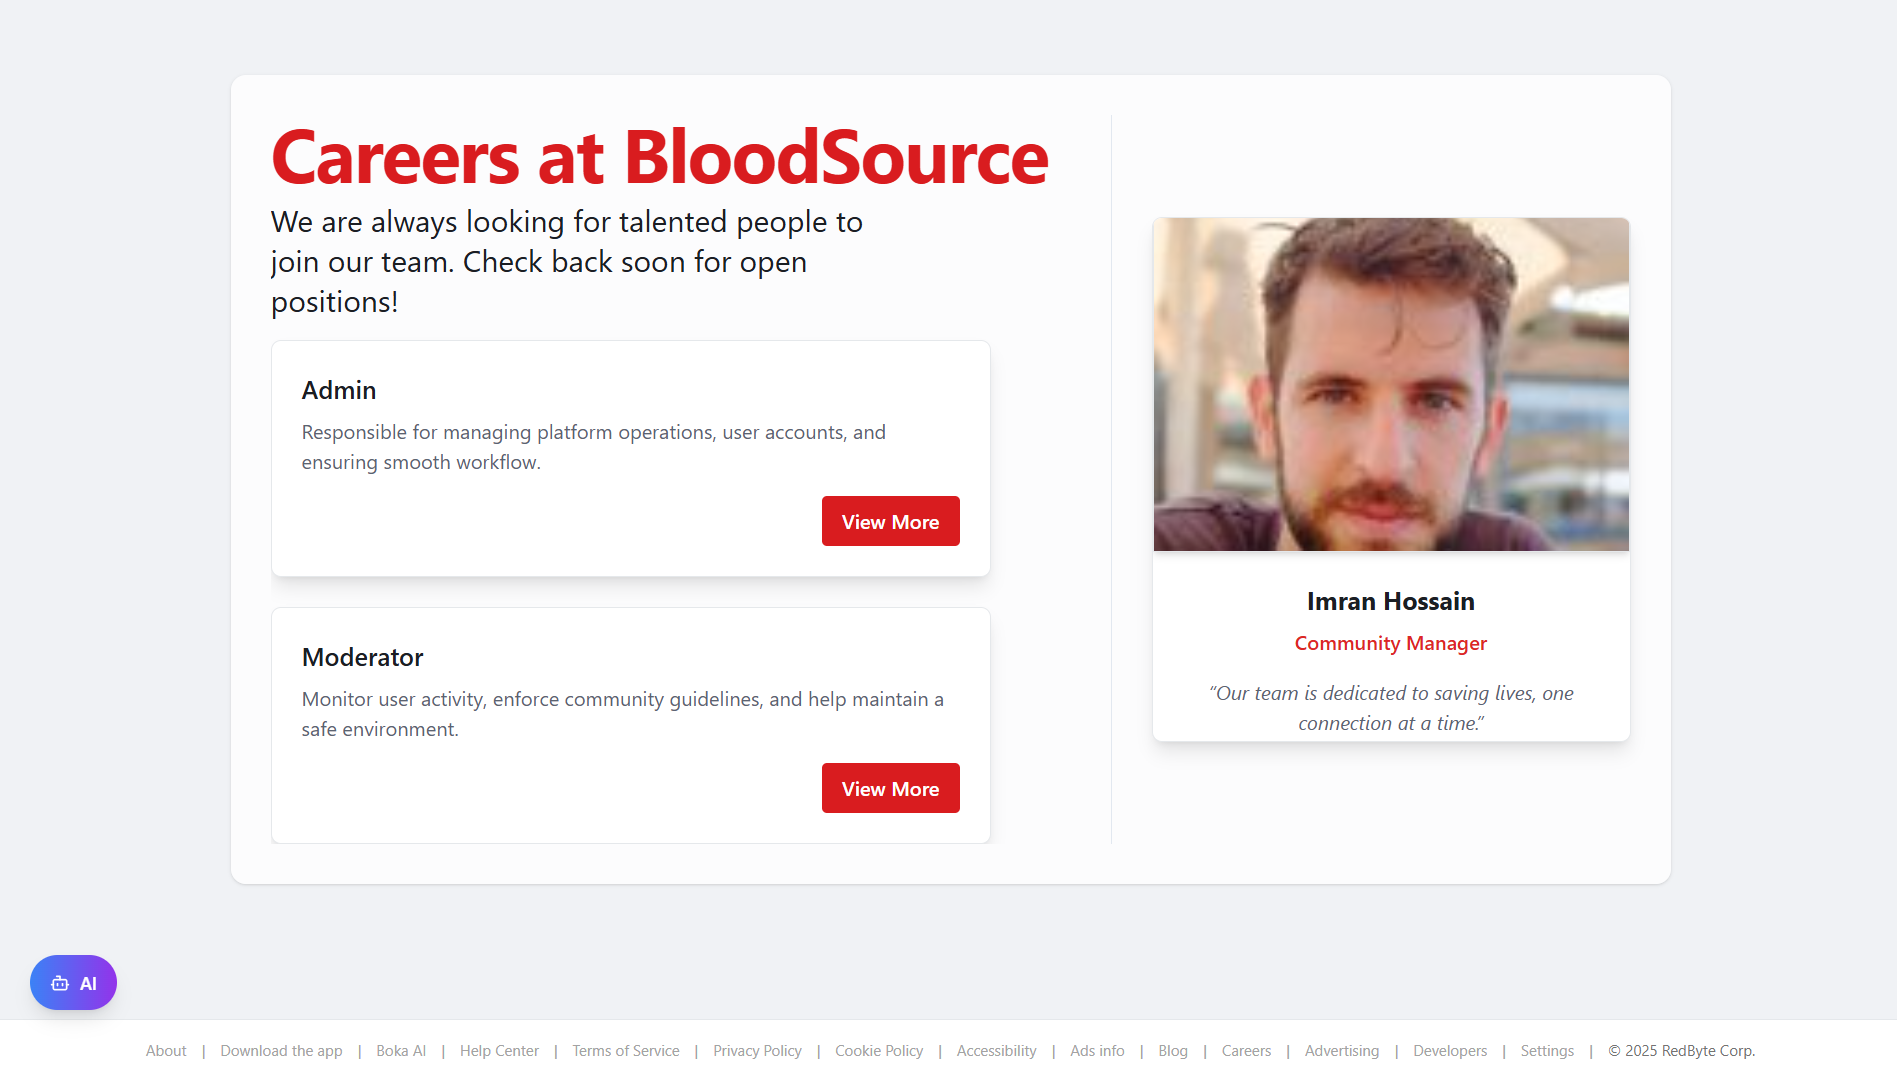 Careers at BloodSource
We are always looking for talented people to
join our team. Check back soon for open
positions!
Admin
Responsible for managing platform operations, user accounts, and
ensuring smooth workflow.
View More
Moderator
Monitor user activity, enforce community guidelines, and help maintain a
safe environment.
View More
Imran Hossain
Community Manager
“Our team is dedicated to saving lives, one
connection at a time.”
AI
About | Download the app | Boka AI | Help Center | Terms of Service | Privacy Policy | Cookie Policy | Accessibility | Ads info | Blog | Careers | Advertising | Developers | Settings | © 2025 RedByte Corp.